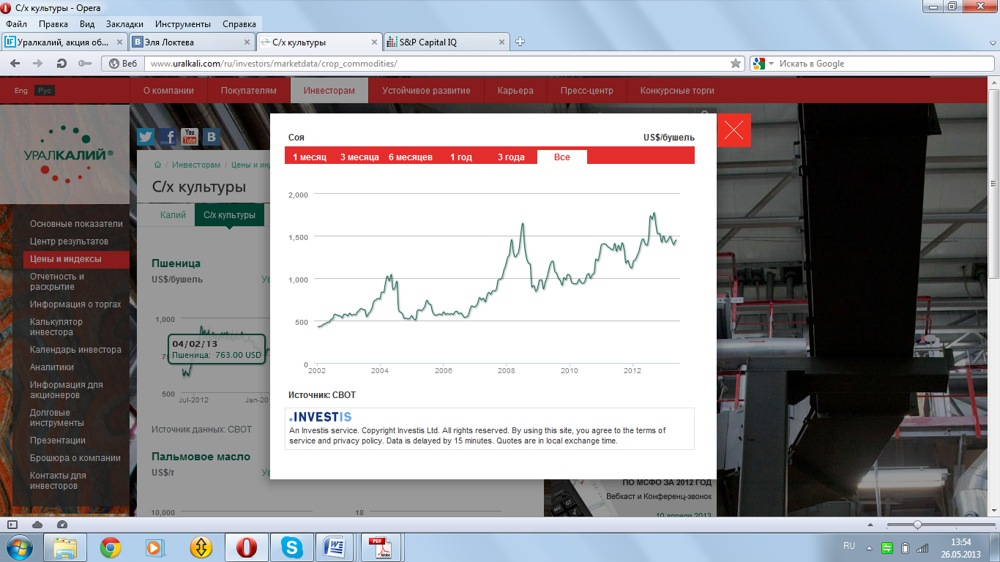 С/х культуры - Opera
Файл Правка Вид Закладки Инструменты Справка
Уралкалий, акция об... Эля Локтева С/х культуры S&P Capital IQ
Веб www.uralkali.com/ru/investors/marketdata/crop_commodities/ Искать в Google
Eng Рус О компании Покупателям Инвесторам Устойчивое развитие Карьера Пресс-центр Конкурсные торги
УРАЛКАЛИЙ®
You Tube
/ Инвесторам / Цены и инд
С/х культуры
Калий С/х культуры
Основные показатели
Центр результатов
Цены и индексы
Отчетность и
раскрытие
Информация о торгах
Калькулятор
инвестора
Календарь инвестора
Аналитики
Информация для
акционеров
Долговые
инструменты
Презентации
Брошюра о компании
Контакты для
инвесторов
Пшеница
US$/бушель Ув
1,000
04/02/13
Пшеница: 763.00 USD
500
Jul-2012 Jan-20
Источник данных: CBOT
Пальмовое масло
US$/т Ув
10,000 18
Соя US$/бушель
1 месяц 3 месяца 6 месяцев 1 год 3 года Все
2,000
1,500
1,000
500
0
2002 2004 2006 2008 2010 2012
Источник: CBOT
INVESTIS
An Investis service. Copyright Investis Ltd. All rights reserved. By using this site, you agree to the terms of
service and privacy policy. Data is delayed by 15 minutes. Quotes are in local exchange time.
ПО МСФО ЗА 2012 ГОД
Вебкаст и Конференц-звонок
10 апреля 2013
PDF
Adobe
RU
13:54
26.05.2013